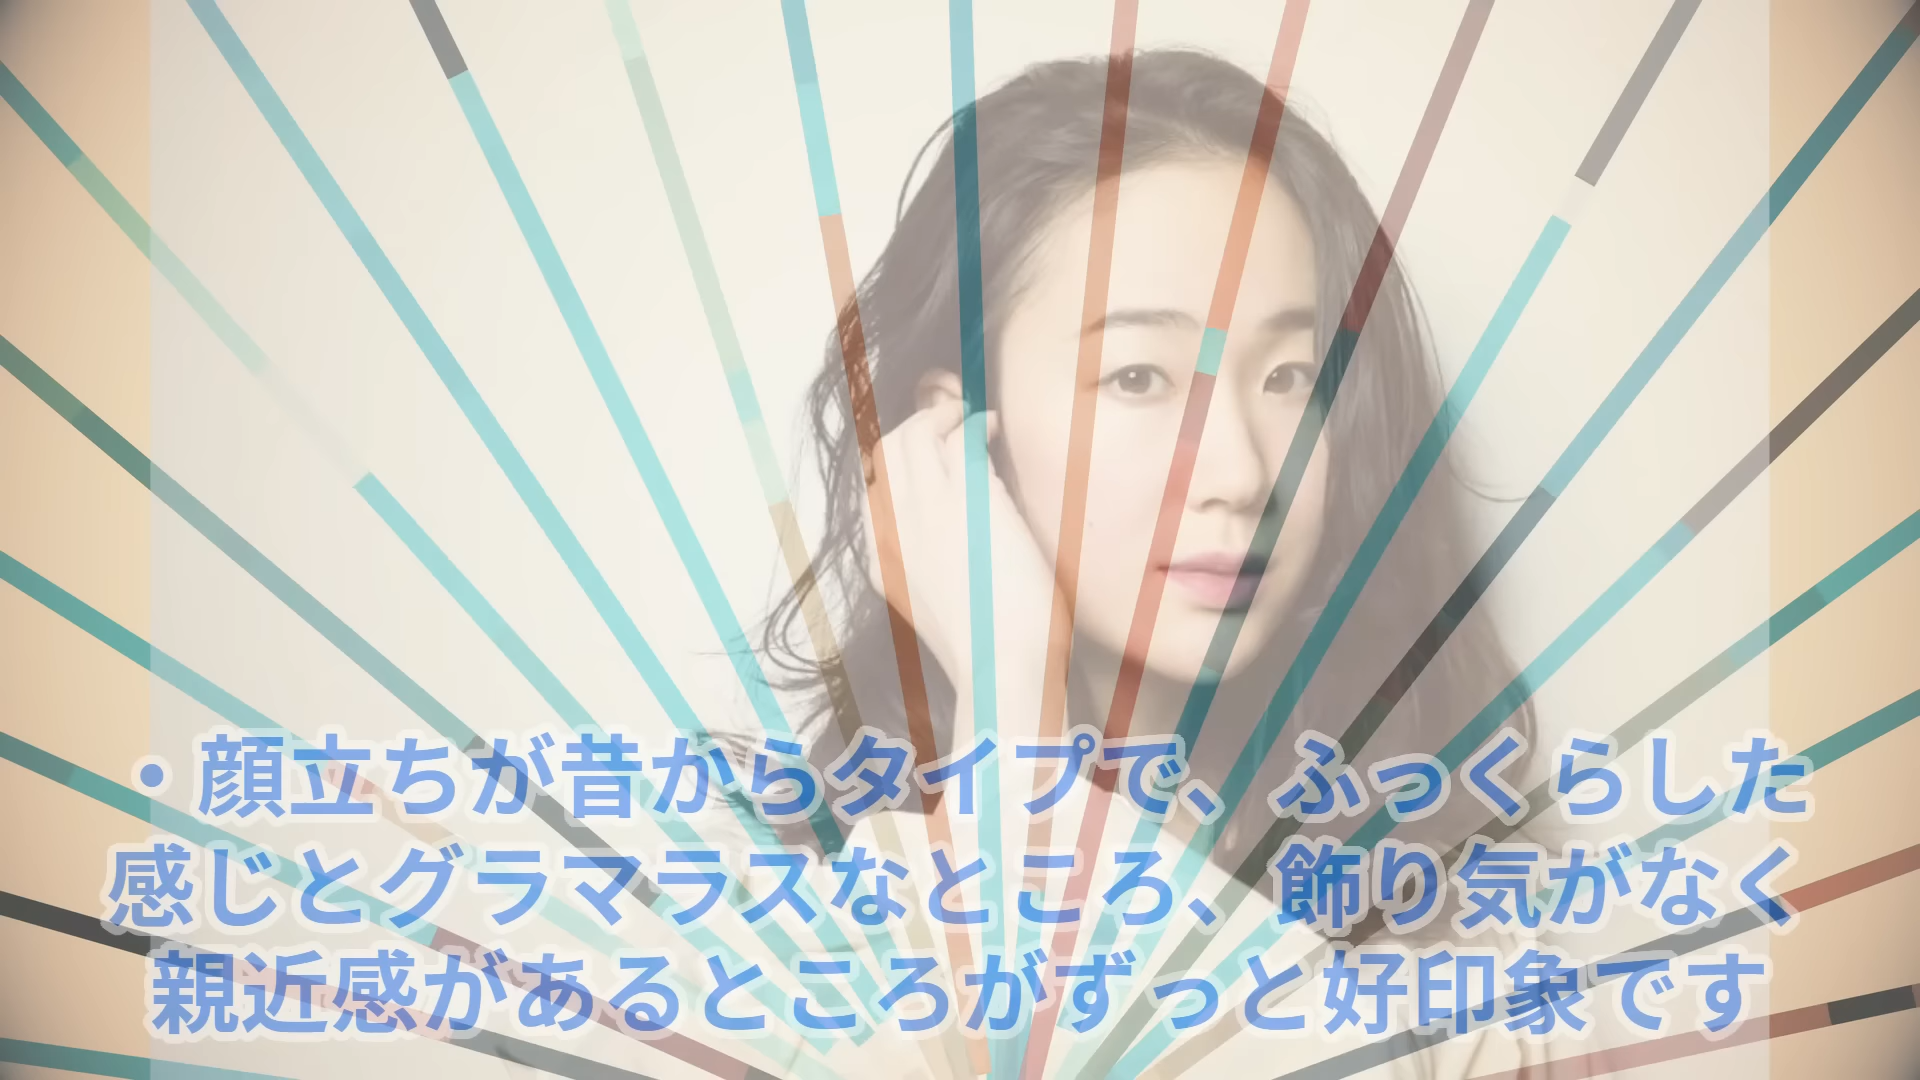 ・顔立ちが昔からタイプで、ふっくらした
感じとグラマラスなところ、飾り気がなく
親近感があるところがずっと好印象です